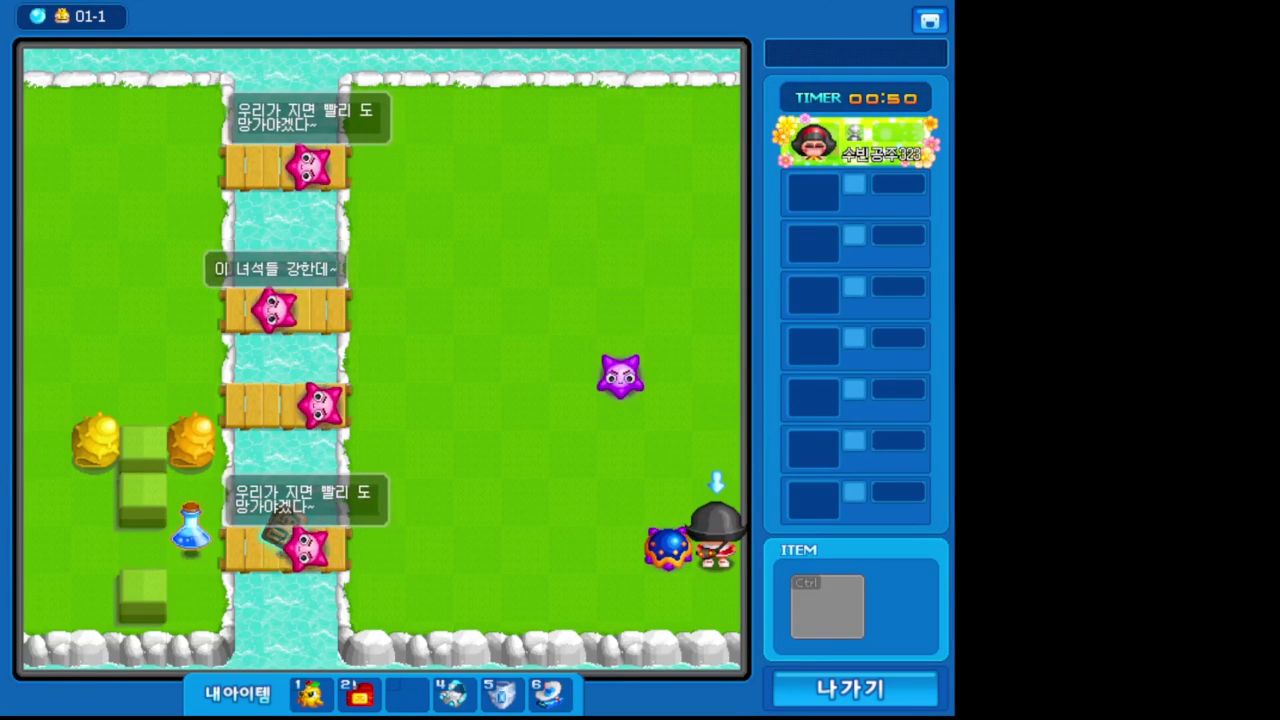 01-1
TIMER 00:50
우리가 지면 빨리 도
망가야겠다~
수빈공주323
이 녀석들 강한데~
우리가 지면 빨리 도
망가야겠다~
ITEM
Ctrl
내아이템 1 2 4 5 6
나가기